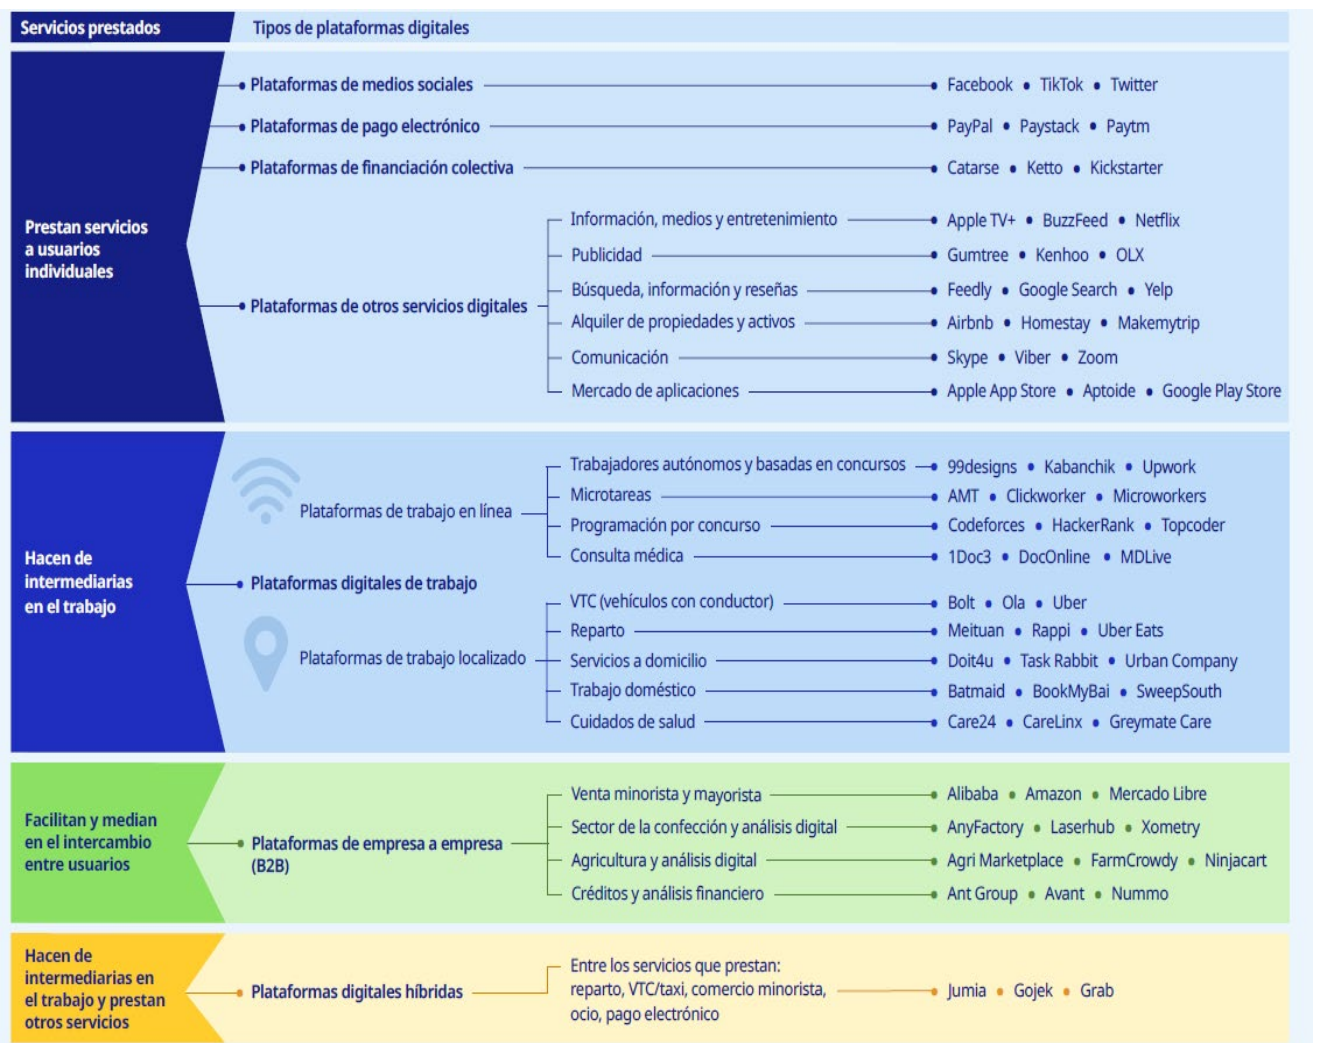 Servicios prestados
Tipos de plataformas digitales
Prestan servicios
a usuarios
individuales
Plataformas de medios sociales
Facebook • TikTok • Twitter
Plataformas de pago electrónico
PayPal • Paystack • Paytm
Plataformas de financiación colectiva
Catarse • Ketto • Kickstarter
Plataformas de otros servicios digitales
Información, medios y entretenimiento
Apple TV+ • BuzzFeed • Netflix
Publicidad
Gumtree • Kenhoo • OLX
Búsqueda, información y reseñas
Feedly • Google Search • Yelp
Alquiler de propiedades y activos
Airbnb • Homestay • Makemytrip
Comunicación
Skype • Viber • Zoom
Mercado de aplicaciones
Apple App Store • Aptoide • Google Play Store
Hacen de
intermediarias
en el trabajo
Plataformas digitales de trabajo
Plataformas de trabajo en línea
Trabajadores autónomos y basadas en concursos
99designs • Kabanchik • Upwork
Microtareas
AMT • Clickworker • Microworkers
Programación por concurso
Codeforces • HackerRank • Topcoder
Consulta médica
1Doc3 • DocOnline • MDLive
Plataformas de trabajo localizado
VTC (vehículos con conductor)
Bolt • Ola • Uber
Reparto
Meituan • Rappi • Uber Eats
Servicios a domicilio
Doit4u • Task Rabbit • Urban Company
Trabajo doméstico
Batmaid • BookMyBai • SweepSouth
Cuidados de salud
Care24 • CareLinx • Greymate Care
Facilitan y median
en el intercambio
entre usuarios
Plataformas de empresa a empresa
(B2B)
Venta minorista y mayorista
Alibaba • Amazon • Mercado Libre
Sector de la confección y análisis digital
AnyFactory • Laserhub • Xometry
Agricultura y análisis digital
Agri Marketplace • FarmCrowdy • Ninjacart
Créditos y análisis financiero
Ant Group • Avant • Nummo
Hacen de
intermediarias en
el trabajo y prestan
otros servicios
Plataformas digitales híbridas
Entre los servicios que prestan:
reparto, VTC/taxi, comercio minorista,
ocio, pago electrónico
Jumia • Gojek • Grab